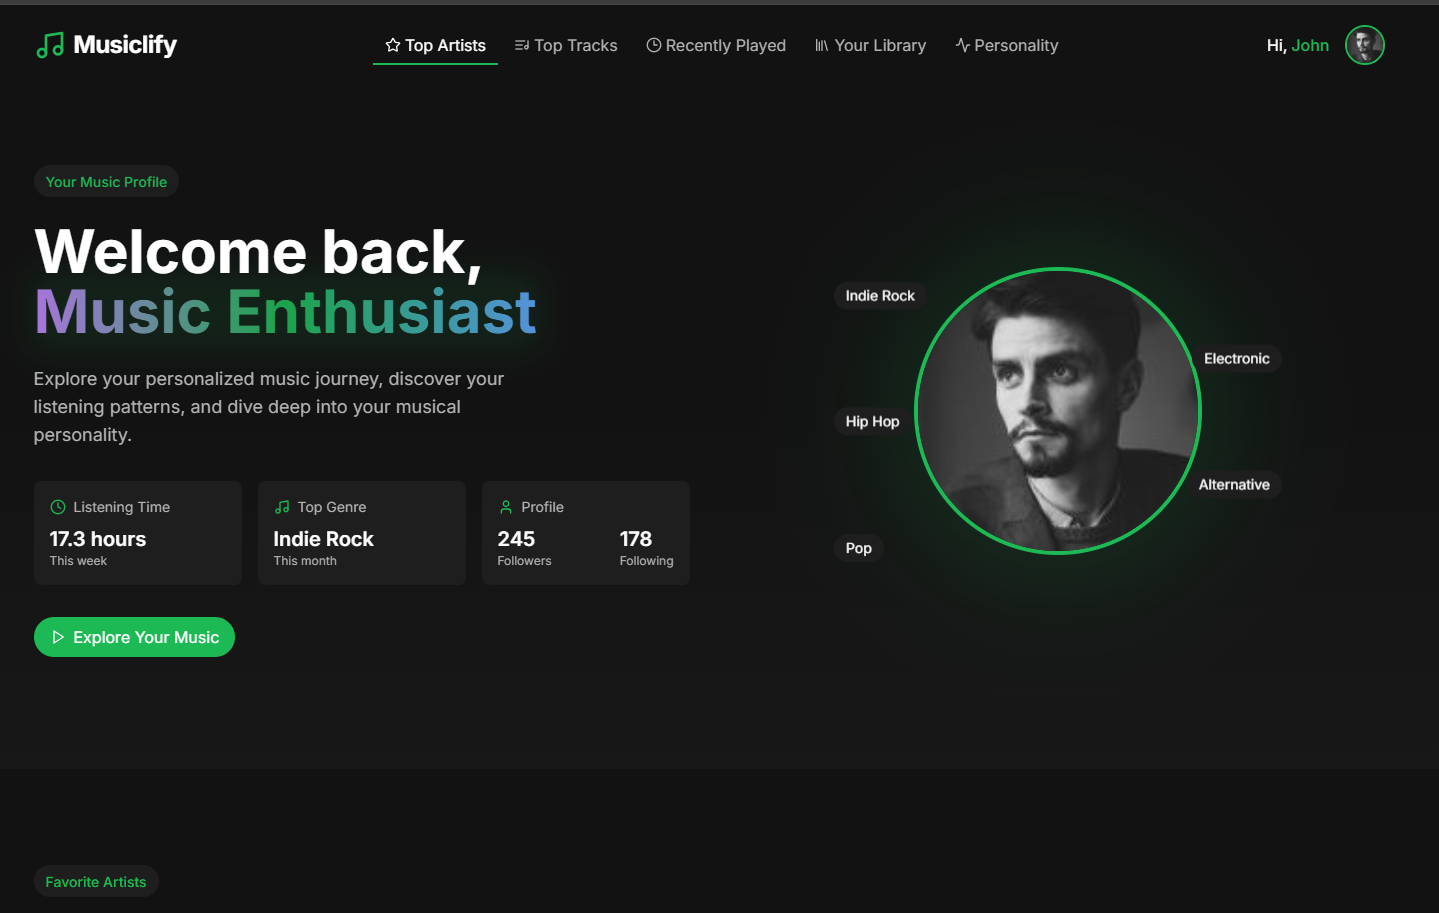 Musiclify
Top Artists
Top Tracks
Recently Played
Your Library
Personality
Hi, John
Your Music Profile
Welcome back,
Music Enthusiast
Explore your personalized music journey, discover your
listening patterns, and dive deep into your musical
personality.
Listening Time
17.3 hours
This week
Top Genre
Indie Rock
This month
Profile
245
Followers
178
Following
Explore Your Music
Indie Rock
Electronic
Hip Hop
Alternative
Pop
Favorite Artists